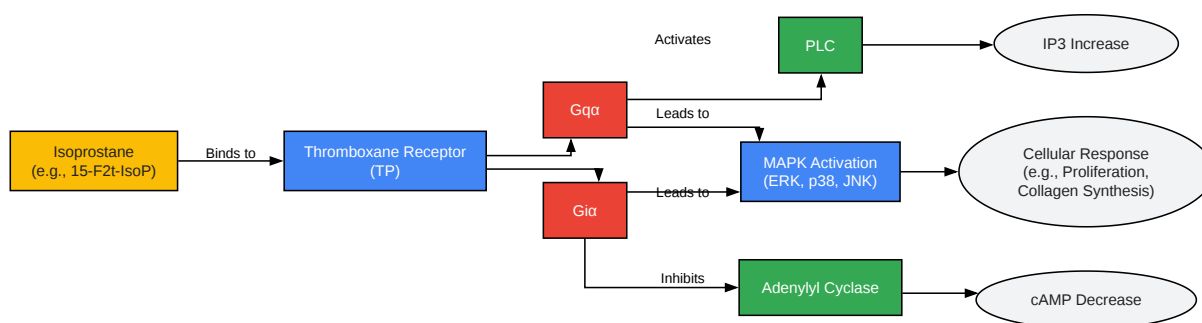 Isoprostane
(e.g., 15-F2t-IsoP)
Binds to
Thromboxane Receptor
(TP)
Gqα
Giα
Activates
Leads to
Leads to
Inhibits
PLC
MAPK Activation
(ERK, p38, JNK)
Adenylyl Cyclase
IP3 Increase
Cellular Response
(e.g., Proliferation,
Collagen Synthesis)
cAMP Decrease